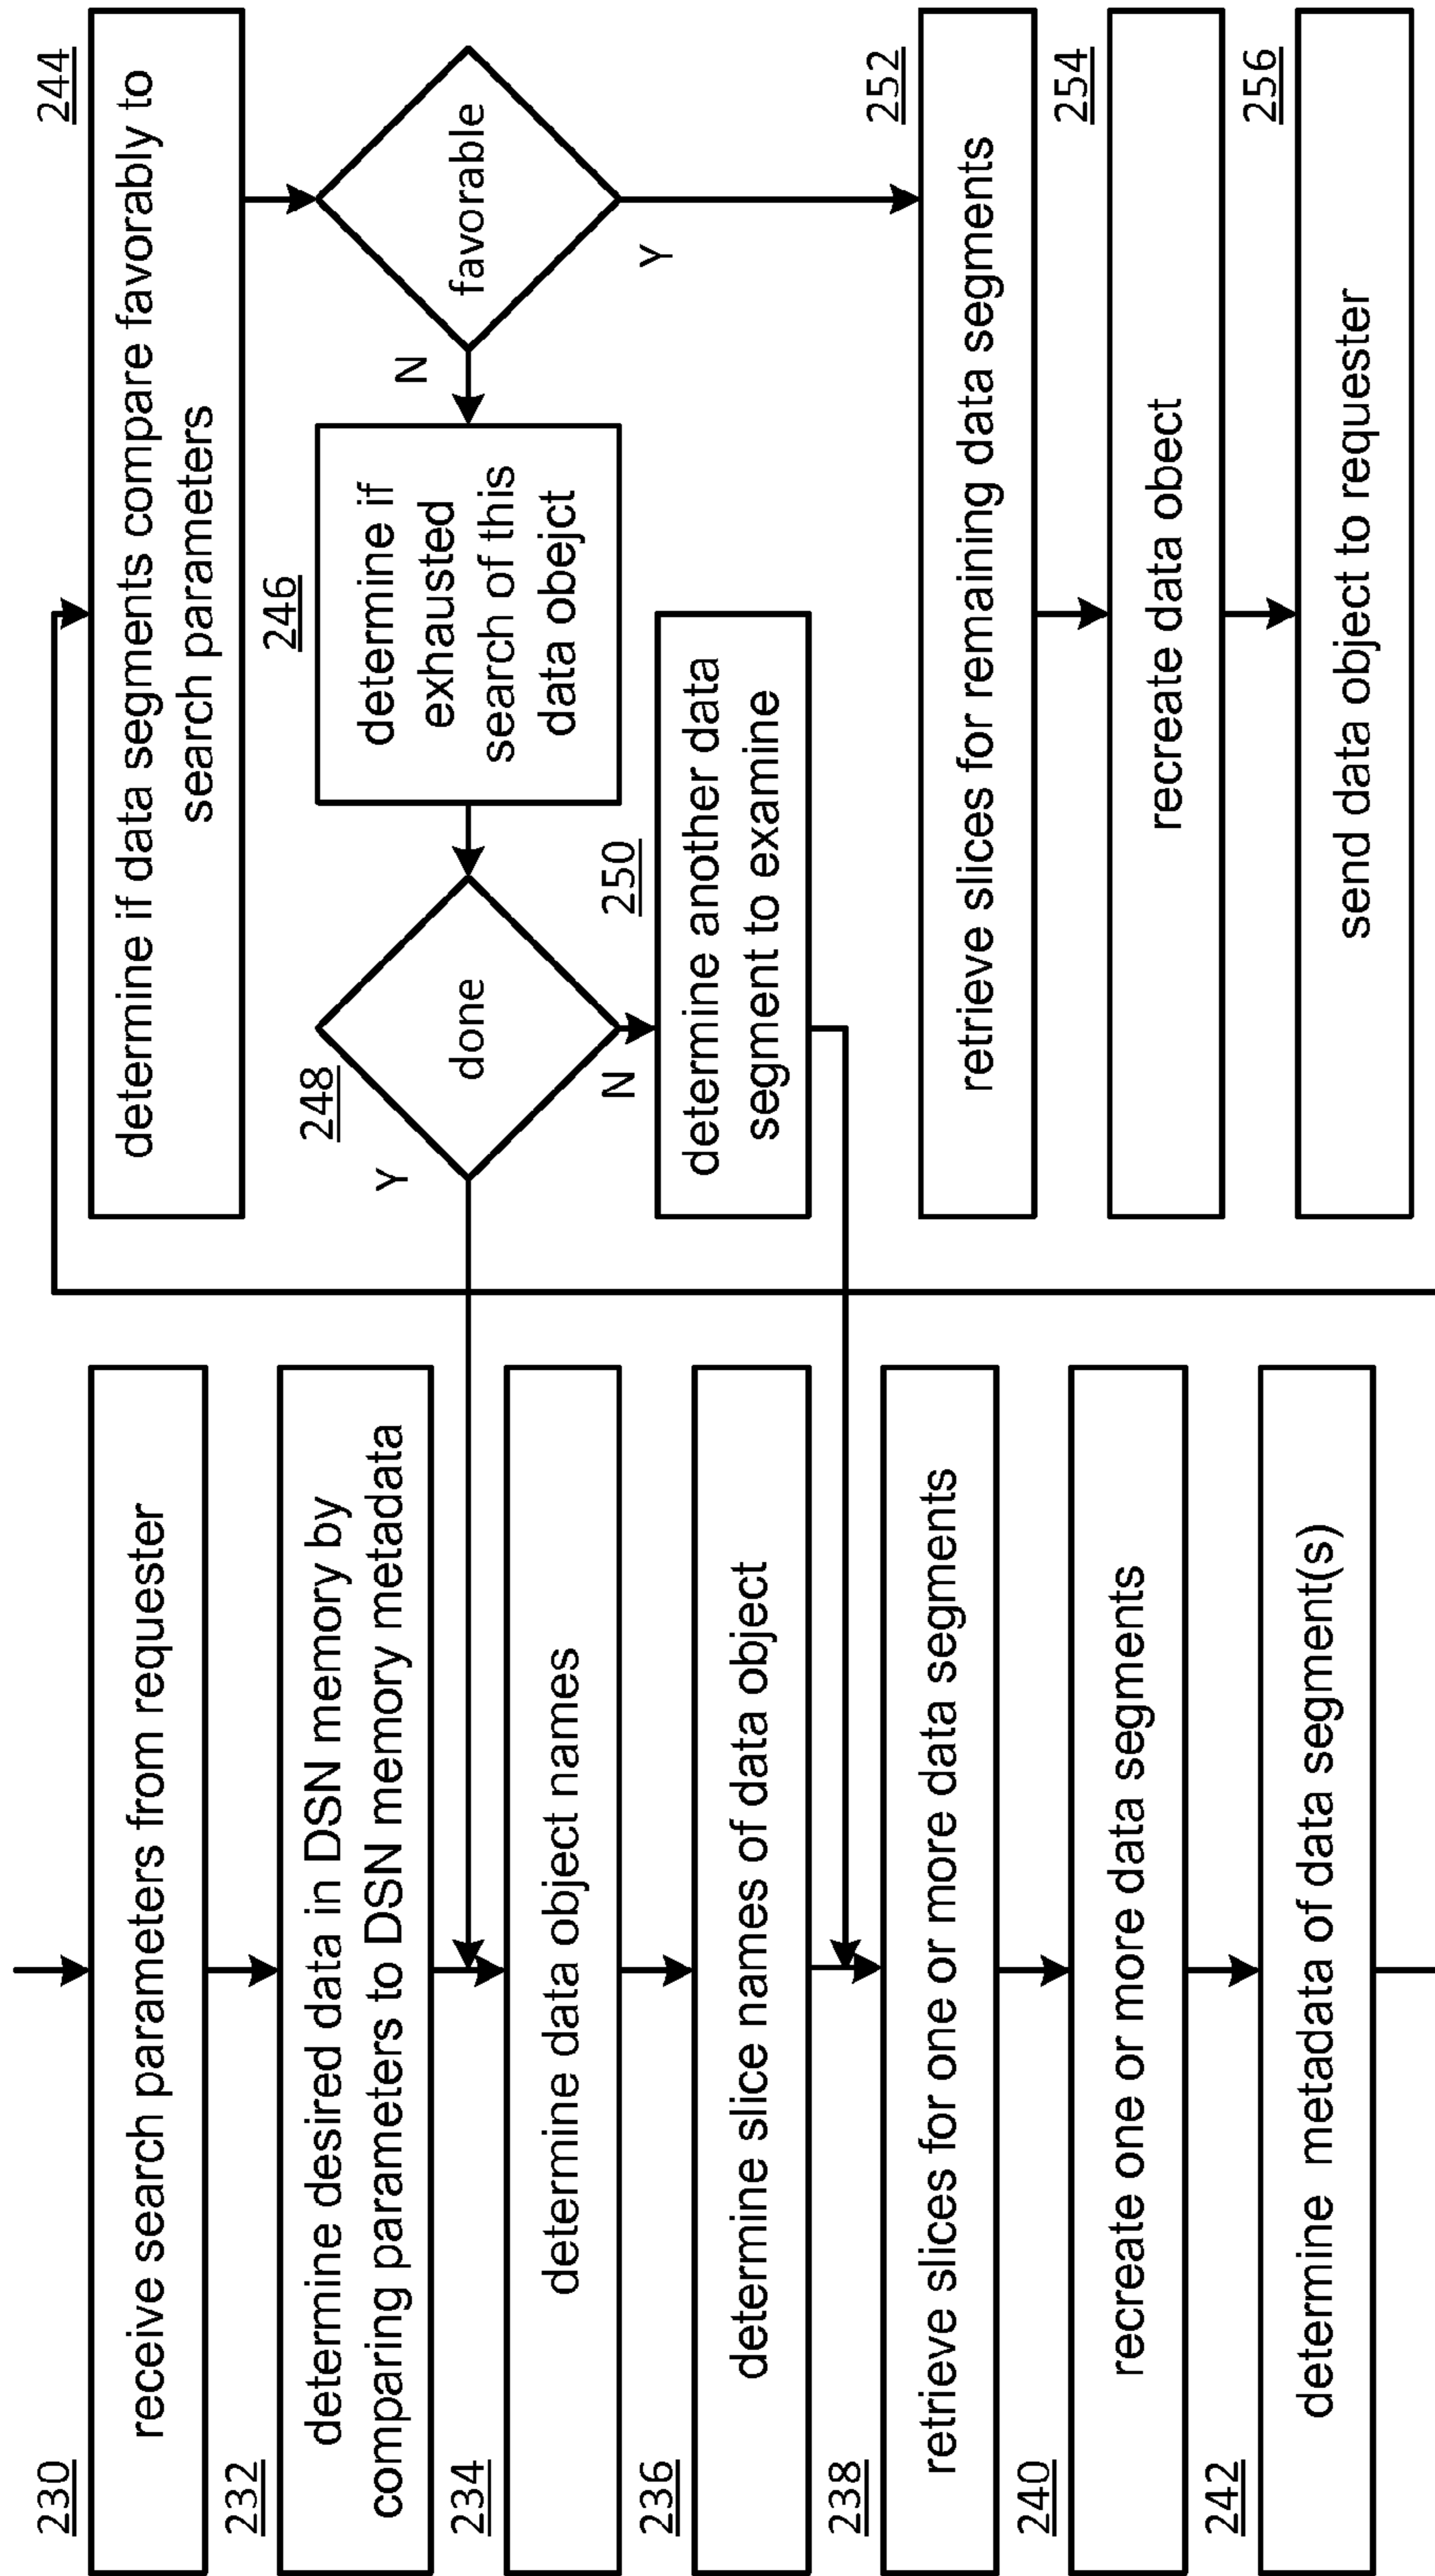 230
receive search parameters from requester
232
determine desired data in DSN memory by
comparing parameters to DSN memory metadata
234
determine data object names
236
determine slice names of data object
238
retrieve slices for one or more data segments
240
recreate one or more data segments
242
determine metadata of data segment(s)
244
determine if data segments compare favorably to
search parameters
favorable
N
Y
246
determine if
exhausted
search of this
data obejct
248
done
Y
N
250
determine another data
segment to examine
252
retrieve slices for remaining data segments
254
recreate data obect
256
send data object to requester